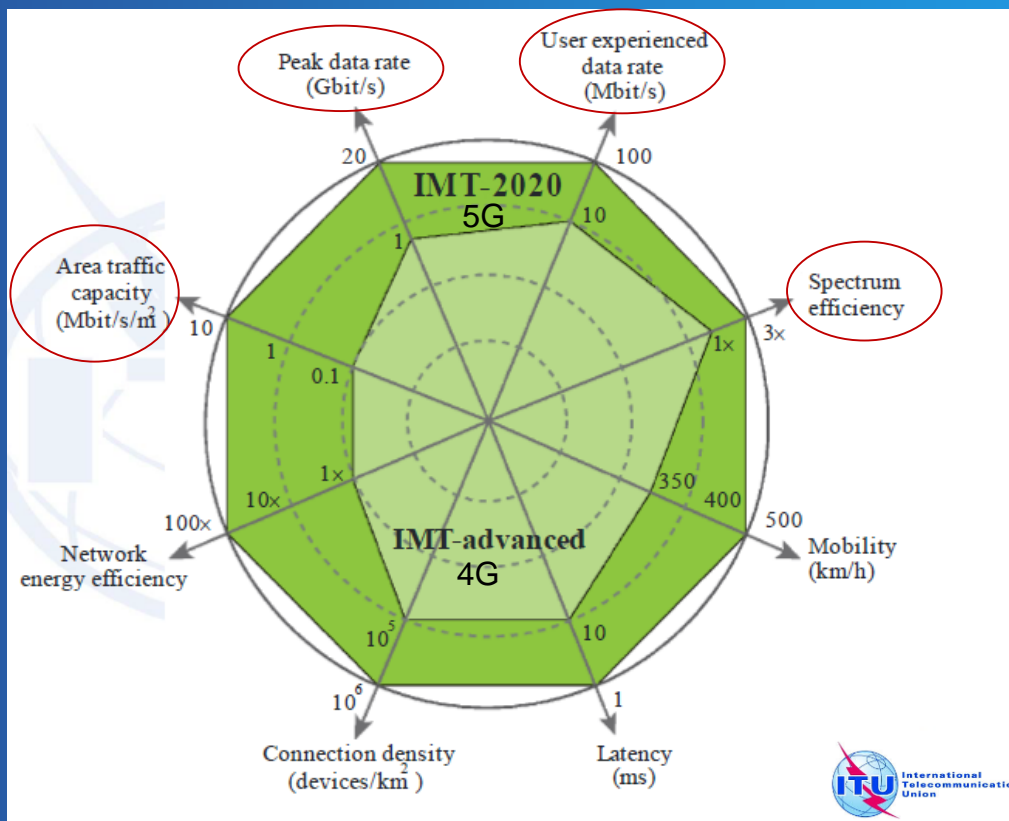 Peak data rate
(Gbit/s)
User experienced
data rate
(Mbit/s)
20
100
IMT-2020
5G
1
10
Area traffic
capacity
(Mbit/s/m²)
10
1
0.1
Spectrum
efficiency
3×
1×
1×
10×
100×
350
400
500
Network
energy efficiency
Mobility
(km/h)
IMT-advanced
4G
10⁵
10
10⁶
1
Connection density
(devices/km²)
Latency
(ms)
ITU
International
Telecommunicatio
Union